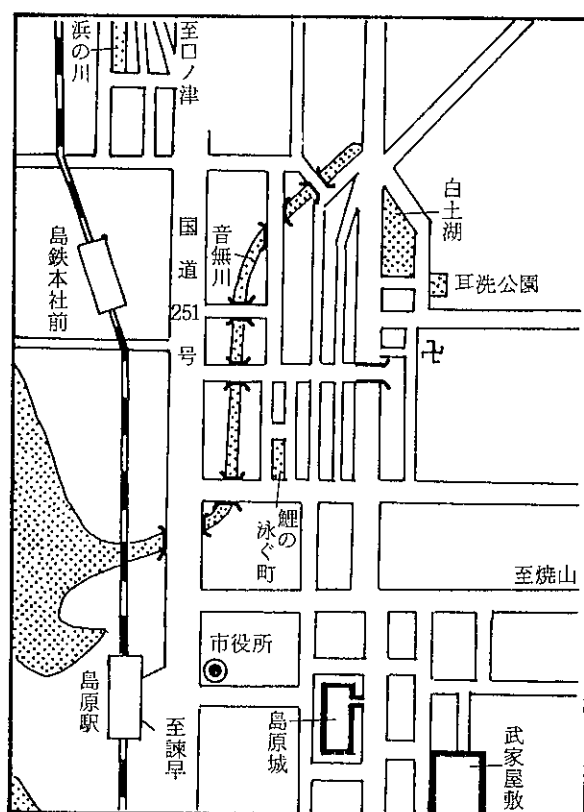 至口ノ津
浜の川
白土湖
耳洗公園
音無川
国道251号
島鉄本社前
卍
鯉の
泳ぐ町
至焼山
市役所
島原駅
至諫早
島原城
武家屋敷